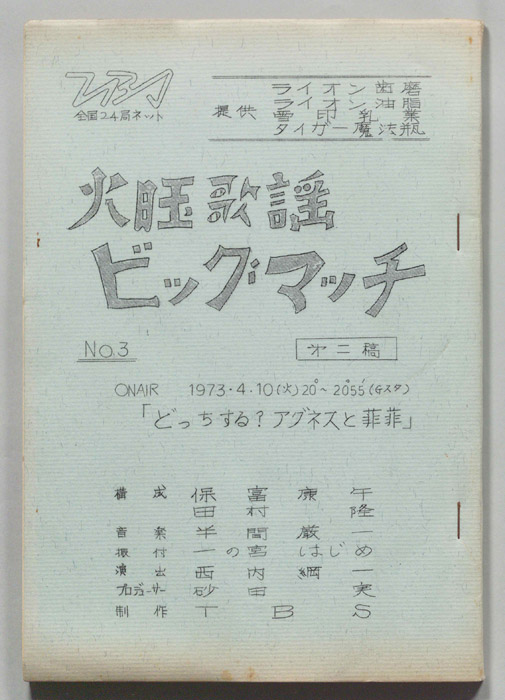 TBS
全国24局ネット
提供
ライオン歯磨
ライオン油脂
雪印乳業
タイガー魔法瓶
火旺歌謡
ビッグマッチ
No.3
第二稿
ONAIR 1973・4・10(火)20°~20⁵⁵(Gスタ)
「どっちする?アグネスと菲菲」
構成 保富康午
田村隆
音楽 半間巌一
振付 一の宮はじめ
演出 西内綱一
プロデューサー 砂田実
制作 TBS